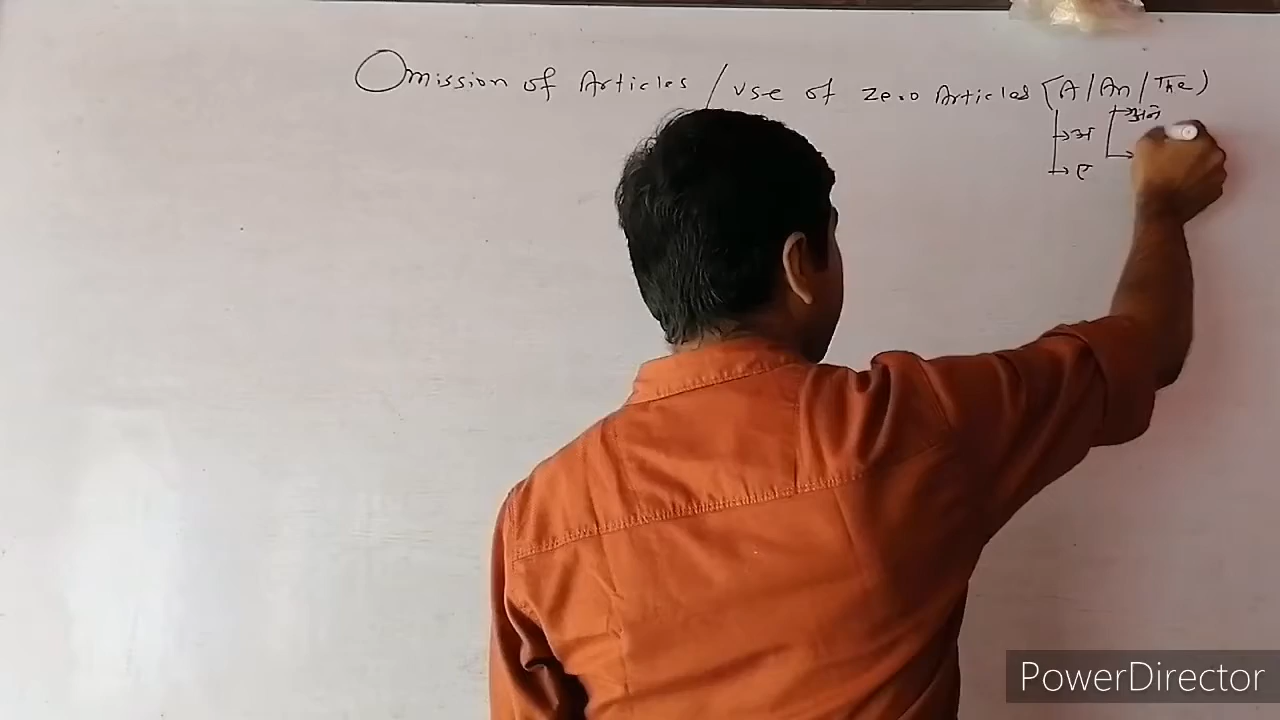 Omission of Articles / Use of Zero Articles (A/An/The)
→ अ
→ ए
PowerDirector